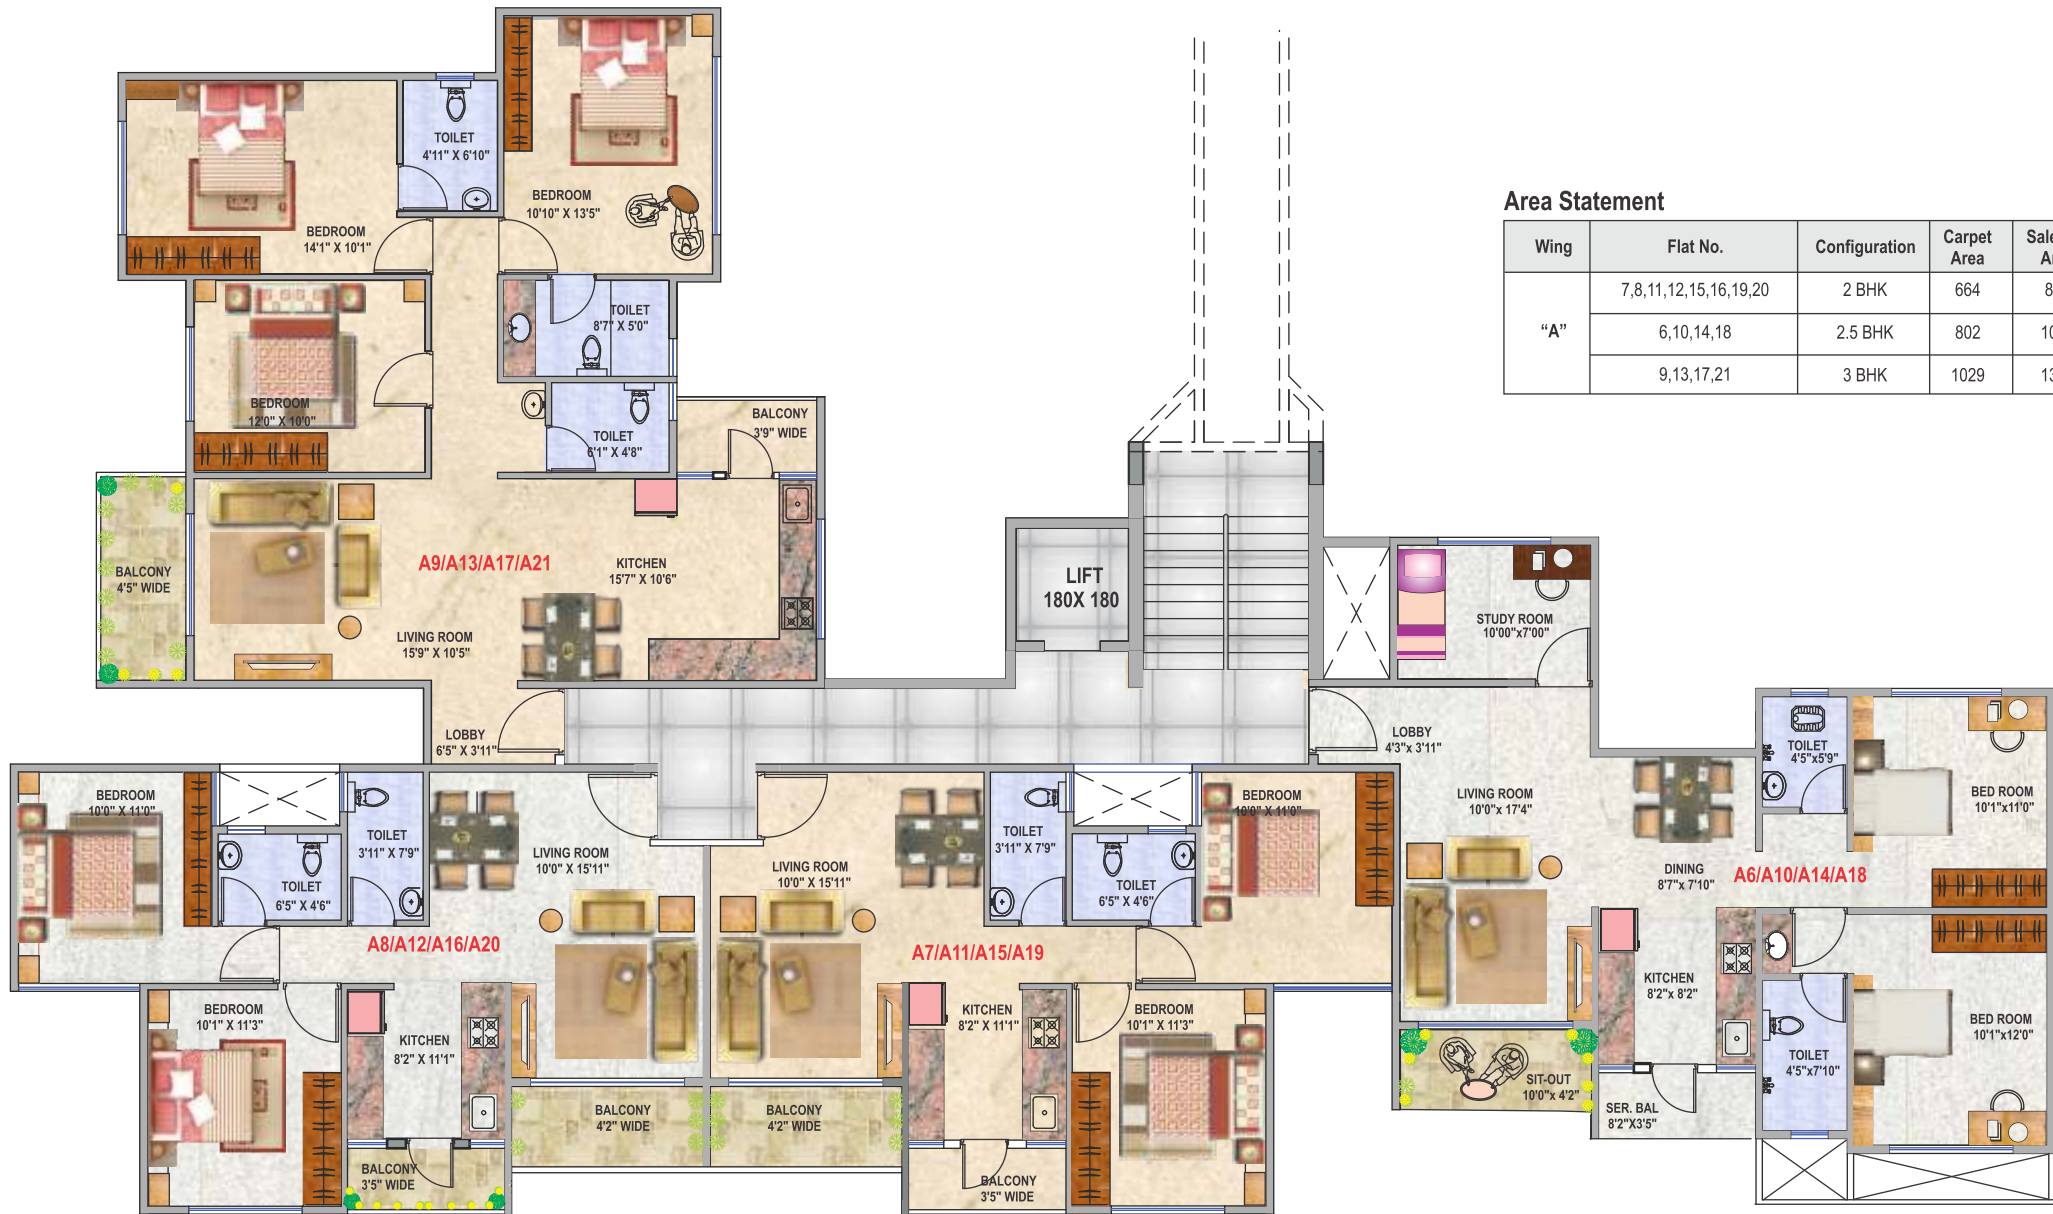 TOILET
4'11" X 6'10"
BEDROOM
10'10" X 13'5"
BEDROOM
14'1" X 10'1"
TOILET
8'7" X 5'0"
BEDROOM
12'0" X 10'0"
TOILET
6'1" X 4'8"
BALCONY
3'9" WIDE
BALCONY
4'5" WIDE
A9/A13/A17/A21
KITCHEN
15'7" X 10'6"
LIVING ROOM
15'9" X 10'5"
LOBBY
6'5" X 3'11"
LIFT
180X 180
Area Statement
Wing Flat No. Configuration Carpet Area
7,8,11,12,15,16,19,20 2 BHK 664
"A" 6,10,14,18 2.5 BHK 802
9,13,17,21 3 BHK 1029
STUDY ROOM
10'00"x7'00"
LOBBY
4'3"x 3'11"
LIVING ROOM
10'0"x 17'4"
DINING
8'7"x 7'10"
TOILET
4'5"x5'9"
BED ROOM
10'1"x11'0"
A6/A10/A14/A18
KITCHEN
8'2"x 8'2"
BED ROOM
10'1"x12'0"
TOILET
4'5"x7'10"
SIT-OUT
10'0"x 4'2"
SER. BAL
8'2"X3'5"
BEDROOM
10'0" X 11'0"
TOILET
3'11" X 7'9"
TOILET
6'5" X 4'6"
LIVING ROOM
10'0" X 15'11"
A8/A12/A16/A20
BEDROOM
10'1" X 11'3"
KITCHEN
8'2" X 11'1"
BALCONY
3'5" WIDE
BALCONY
4'2" WIDE
LIVING ROOM
10'0" X 15'11"
TOILET
3'11" X 7'9"
TOILET
6'5" X 4'6"
BEDROOM
10'0" X 11'0"
A7/A11/A15/A19
KITCHEN
8'2" X 11'1"
BEDROOM
10'1" X 11'3"
BALCONY
4'2" WIDE
BALCONY
3'5" WIDE